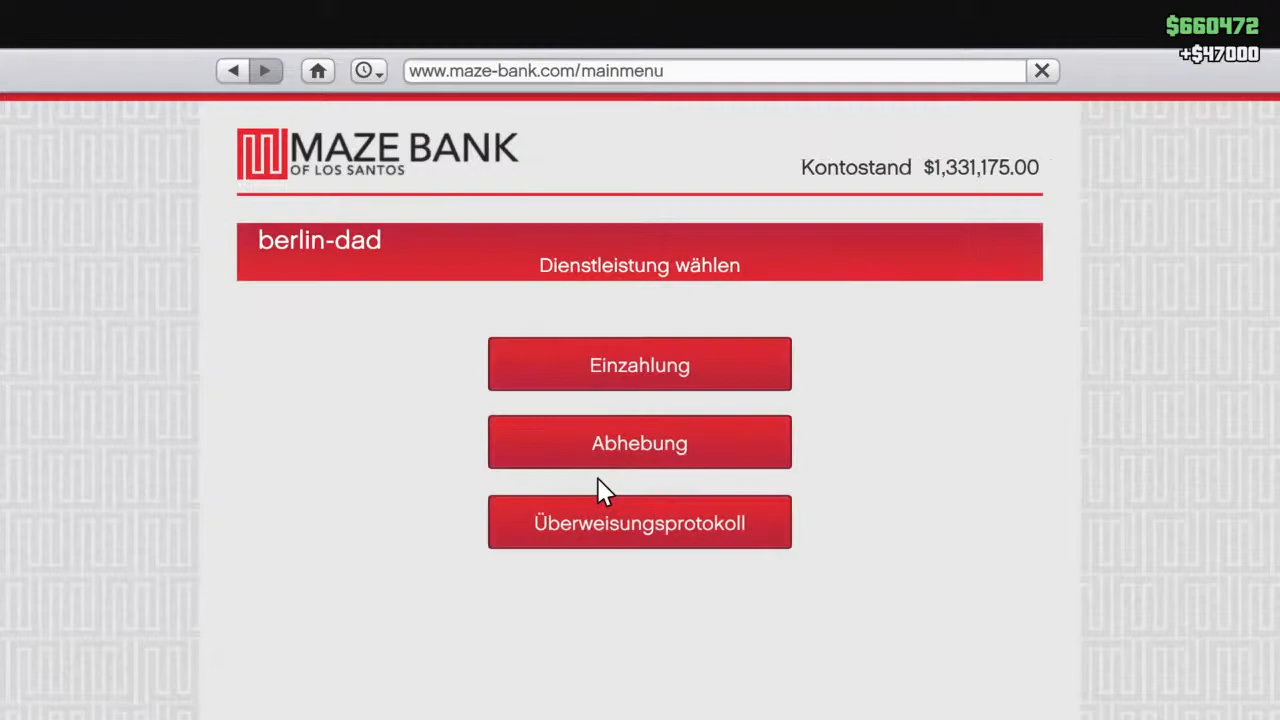 $660472
+$47000
www.maze-bank.com/mainmenu
MAZE BANK
OF LOS SANTOS
Kontostand $1,331,175.00
berlin-dad
Dienstleistung wählen
Einzahlung
Abhebung
Überweisungsprotokoll